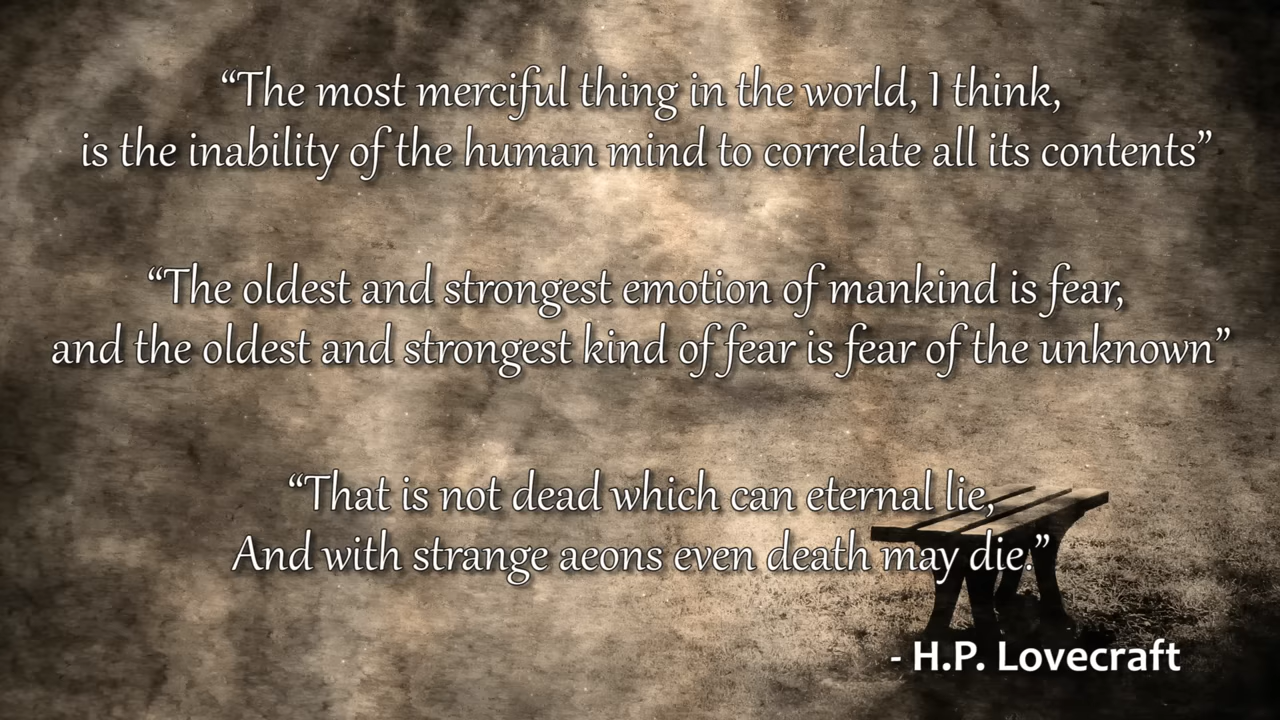 “The most merciful thing in the world, I think,
is the inability of the human mind to correlate all its contents”
“The oldest and strongest emotion of mankind is fear,
and the oldest and strongest kind of fear is fear of the unknown”
“That is not dead which can eternal lie,
And with strange aeons even death may die.”
- H.P. Lovecraft